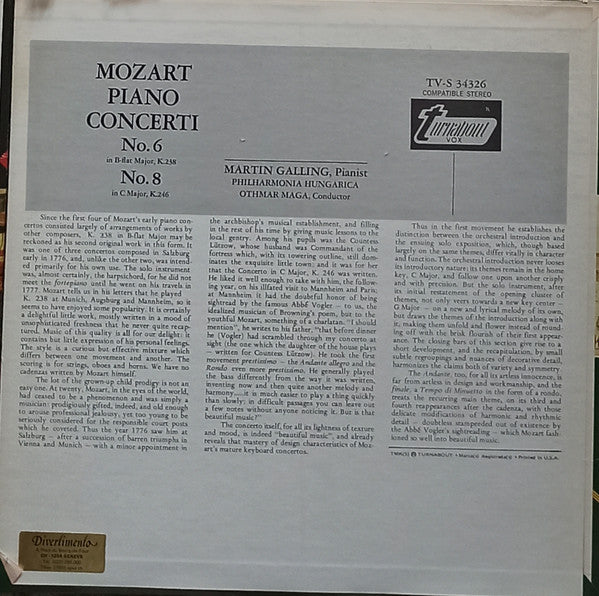 MOZART
PIANO
CONCERTI
No. 6
in B-flat Major, K.238
No. 8
in C Major, K.246
MARTIN GALLING, Pianist
PHILHARMONIA HUNGARICA
OTHMAR MAGA, Conductor
TV-S 34326
COMPATIBLE STEREO
Turnabout
VOX
Since the first four of Mozart's early piano con-
certos consisted largely of arrangements of works by
other composers, K. 238 in B-flat Major may be
reckoned as his second original work in this form. It
was one of three concertos composed in Salzburg
early in 1776, and, unlike the other two, was intend-
ed primarily for his own use. The solo instrument
was, almost certainly, the harpsichord, for he did not
meet the fortepiano until he went on his travels in
1777. Mozart tells us in his letters that he played
K. 238 at Munich, Augsburg and Mannheim, so it
seems to have enjoyed some popularity. It is certainly
a delightful little work, mostly written in a mood of
unsophisticated freshness that he never quite recap-
tured. Music of this quality is all for our delight; it
contains but little expression of his personal feelings.
The style is a curious but effective mixture which
differs between one movement and another. The
scoring is for strings, oboes and horns. We have no
cadenzas written by Mozart himself.
The lot of the grown-up child prodigy is not an
easy one. At twenty, Mozart, in the eyes of the world,
had ceased to be a phenomenon and was simply a
musician: prodigiously gifted, indeed, and old enough
to arouse professional jealousy, yet too young to be
seriously considered for the responsible court posts
which he coveted. Thus the year 1776 saw him at
Salzburg — after a succession of barren triumphs in
Vienna and Munich — with a minor appointment in
the archbishop's musical establishment, and filling
in the rest of his time by giving music lessons to the
local gentry. Among his pupils was the Countess
Lützow, whose husband was Commandant of the
fortress which, with its towering outline, still dom-
inates the exquisite little town; and it was for her
that the Concerto in C Major, K. 246 was written.
He liked it well enough to take with him, the follow-
ing year, on his illfated visit to Mannheim and Paris;
at Mannheim it had the doubtful honor of being
sightread by the famous Abbé Vogler — to us, the
idealized musician of Browning's poem, but to the
youthful Mozart, something of a charlatan. "I should
mention", he writes to his father, "that before dinner
he (Vogler) had scrambled through my concerto at
sight (the one which the daughter of the house plays
- written for Countess Lützow). He took the first
movement prestissimo - the Andante allegro and the
Rondo even more prestissimo. He generally played
the bass differently from the way it was written,
inventing now and then quite another melody and
harmony.....it is much easier to play a thing quickly
than slowly; in difficult passages you can leave out
a few notes without anyone noticing it. But is that
beautiful music?"
The concerto itself, for all its lightness of texture
and mood, is indeed "beautiful music", and already
reveals that mastery of design characteristics of Moz-
art's mature keyboard concertos.
Thus in the first movement he establishes the
distinction between the orchestral introduction and
the ensuing solo exposition, which, though based
largely on the same themes, differ vitally in character
and function. The orchestral introduction never loses
its introductory nature; its themes remain in the home
key, C Major, and follow one upon another crisply
and with precision. But the solo instrument, after
its initial restatement of the opening cluster of
themes, not only veers towards a new key center -
G Major - on a new and lyrical melody of its own,
but draws the themes of the introduction along with
it, making them unfold and flower instead of round-
ing off with the brisk flourish of their first appear-
ance. The closing bars of this section give rise to a
short development, and the recapitulation, by small
subtle regroupings and nuances of decorative detail,
harmonizes the claims both of variety and symmetry.
The Andante, too, for all its artless innocence, is
far from artless in design and workmanship, and the
finale, a Tempo di Menuetto in the form of a rondo,
treats the recurring main theme, on its third and
fourth reappearances after the cadenza, with those
delicate modifications of harmonic and rhythmic
detail - doubtless stampeded out of existence by
the Abbé Vogler's sightreading - which Mozart fash-
ioned so well into beautiful music.
TURNABOUT • Marca(s) Registrada(s) • Printed in U.S.A.
Divertimento
GENEVA